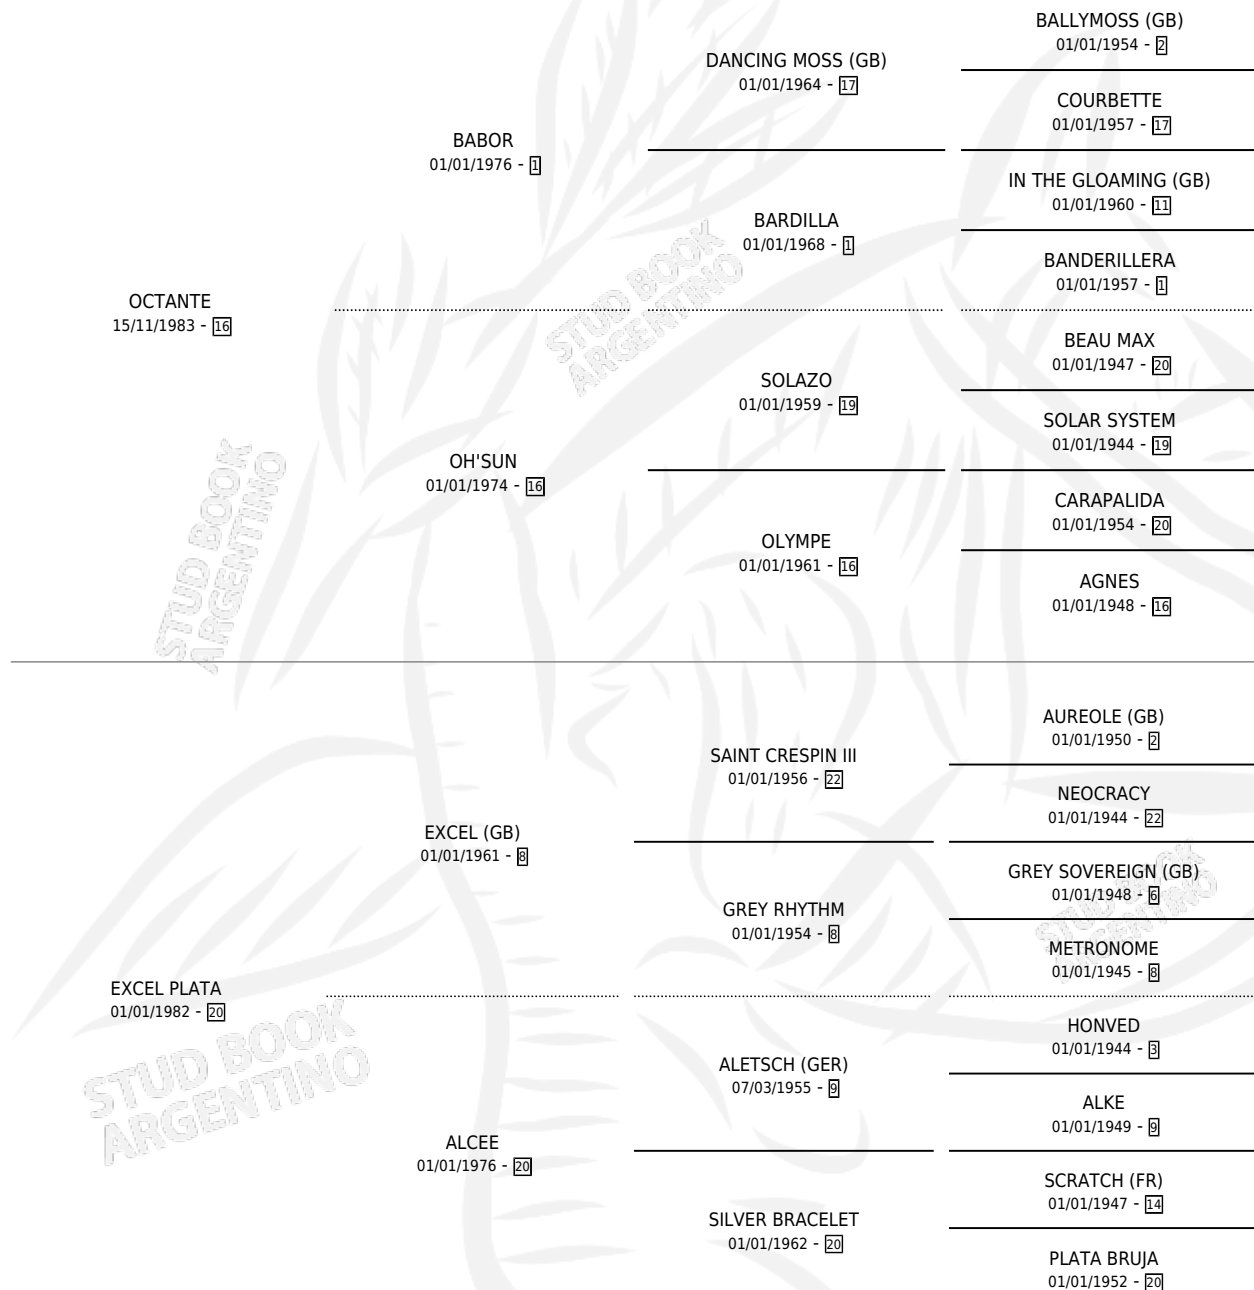 BALLYMOSS (GB)
01/01/1954 - 2
DANCING MOSS (GB)
01/01/1964 - 17
COURBETTE
01/01/1957 - 17
BABOR
01/01/1976 - 1
IN THE GLOAMING (GB)
01/01/1960 - 11
BARDILLA
01/01/1968 - 1
BANDERILLERA
01/01/1957 - 1
OCTANTE
15/11/1983 - 16
STUD BOOK
ARGENTINO
BEAU MAX
01/01/1947 - 20
SOLAZO
01/01/1959 - 19
SOLAR SYSTEM
01/01/1944 - 19
OH'SUN
01/01/1974 - 16
CARAPALIDA
01/01/1954 - 20
OLYMPE
01/01/1961 - 16
AGNES
01/01/1948 - 16
STUD BOOK
ARGENTINO
AUREOLE (GB)
01/01/1950 - 2
SAINT CRESPIN III
01/01/1956 - 22
NEOCRACY
01/01/1944 - 22
EXCEL (GB)
01/01/1961 - 8
GREY SOVEREIGN (GB)
01/01/1948 - 6
GREY RHYTHM
01/01/1954 - 8
METRONOME
01/01/1945 - 8
STUD BOOK
ARGENTINO
EXCEL PLATA
01/01/1982 - 20
HONVED
01/01/1944 - 3
ALETSCH (GER)
07/03/1955 - 9
ALKE
01/01/1949 - 9
STUD BOOK
ARGENTINO
ALCEE
01/01/1976 - 20
SCRATCH (FR)
01/01/1947 - 14
SILVER BRACELET
01/01/1962 - 20
PLATA BRUJA
01/01/1952 - 20